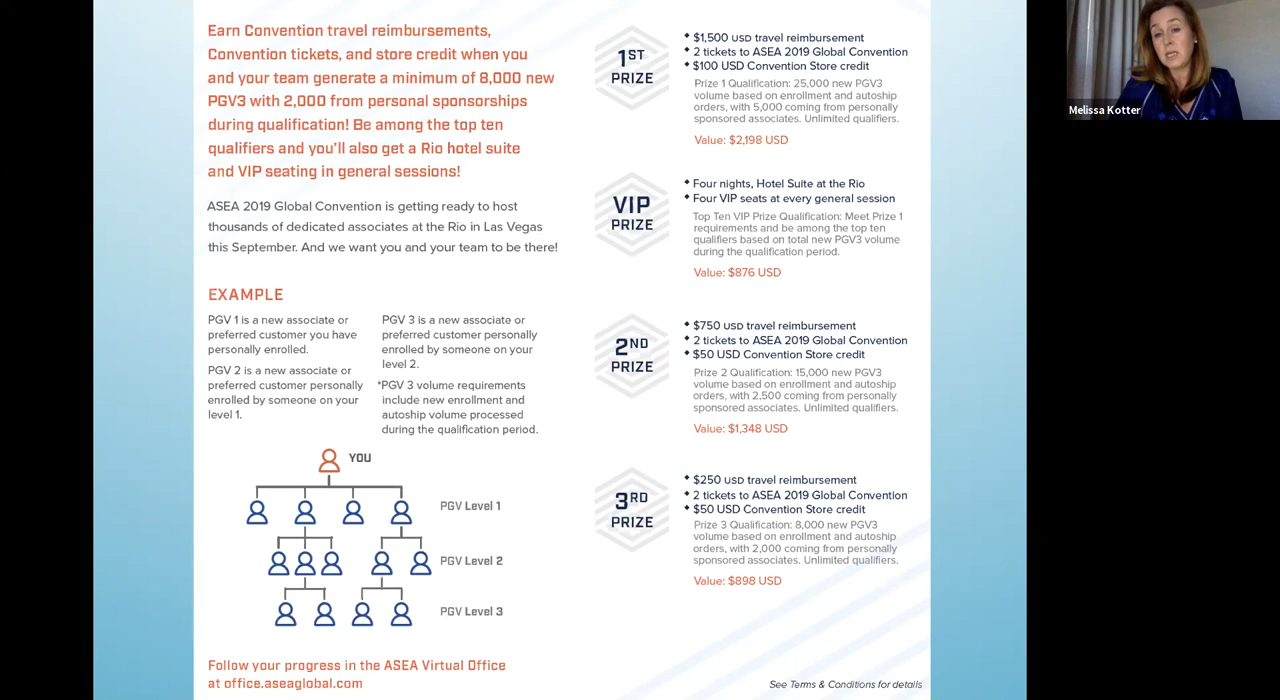 Earn Convention travel reimbursements,
Convention tickets, and store credit when you
and your team generate a minimum of 8,000 new
PGV3 with 2,000 from personal sponsorships
during qualification! Be among the top ten
qualifiers and you'll also get a Rio hotel suite
and VIP seating in general sessions!
ASEA 2019 Global Convention is getting ready to host
thousands of dedicated associates at the Rio in Las Vegas
this September. And we want you and your team to be there!
EXAMPLE
PGV 1 is a new associate or
preferred customer you have
personally enrolled.
PGV 2 is a new associate or
preferred customer personally
enrolled by someone on your
level 1.
PGV 3 is a new associate or
preferred customer personally
enrolled by someone on your
level 2.
*PGV 3 volume requirements
include new enrollment and
autoship volume processed
during the qualification period.
YOU
PGV Level 1
PGV Level 2
PGV Level 3
Follow your progress in the ASEA Virtual Office
at office.aseaglobal.com
1ST
PRIZE
$1,500 USD travel reimbursement
2 tickets to ASEA 2019 Global Convention
$100 USD Convention Store credit
Prize 1 Qualification: 25,000 new PGV3
volume based on enrollment and autoship
orders, with 5,000 coming from personally
sponsored associates. Unlimited qualifiers.
Value: $2,198 USD
VIP
PRIZE
Four nights, Hotel Suite at the Rio
Four VIP seats at every general session
Top Ten VIP Prize Qualification: Meet Prize 1
requirements and be among the top ten
qualifiers based on total new PGV3 volume
during the qualification period.
Value: $876 USD
2ND
PRIZE
$750 USD travel reimbursement
2 tickets to ASEA 2019 Global Convention
$50 USD Convention Store credit
Prize 2 Qualification: 15,000 new PGV3
volume based on enrollment and autoship
orders, with 2,500 coming from personally
sponsored associates. Unlimited qualifiers.
Value: $1,348 USD
3RD
PRIZE
$250 USD travel reimbursement
2 tickets to ASEA 2019 Global Convention
$50 USD Convention Store credit
Prize 3 Qualification: 8,000 new PGV3
volume based on enrollment and autoship
orders, with 2,000 coming from personally
sponsored associates. Unlimited qualifiers.
Value: $898 USD
See Terms & Conditions for details
Melissa Kotter